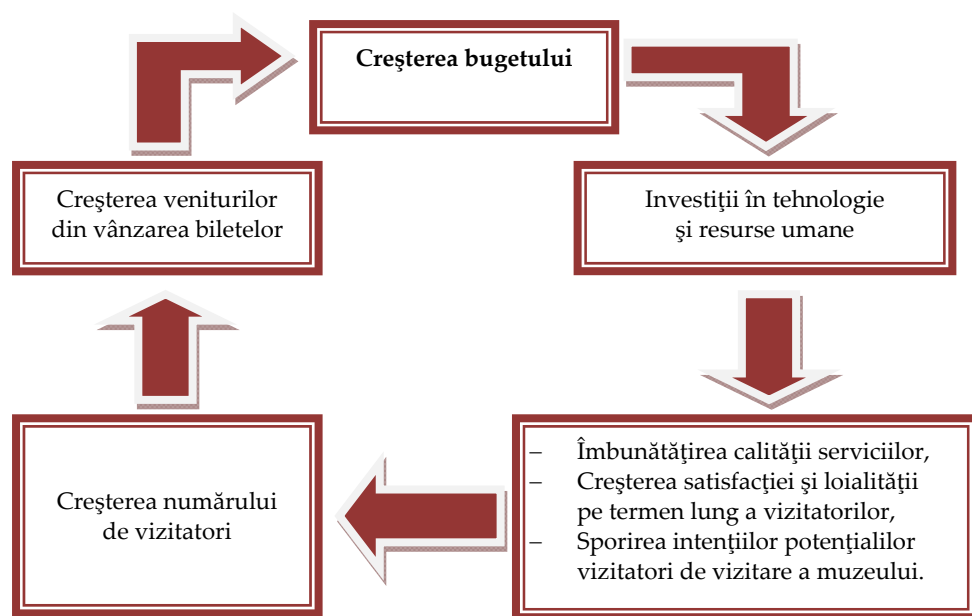 Creşterea bugetului
Investiţii în tehnologie
şi resurse umane
– Îmbunătăţirea calităţii serviciilor,
– Creşterea satisfacţiei şi loialităţii
pe termen lung a vizitatorilor,
– Sporirea intenţiilor potenţialilor
vizitatori de vizitare a muzeului.
Creşterea numărului
de vizitatori
Creşterea veniturilor
din vânzarea biletelor